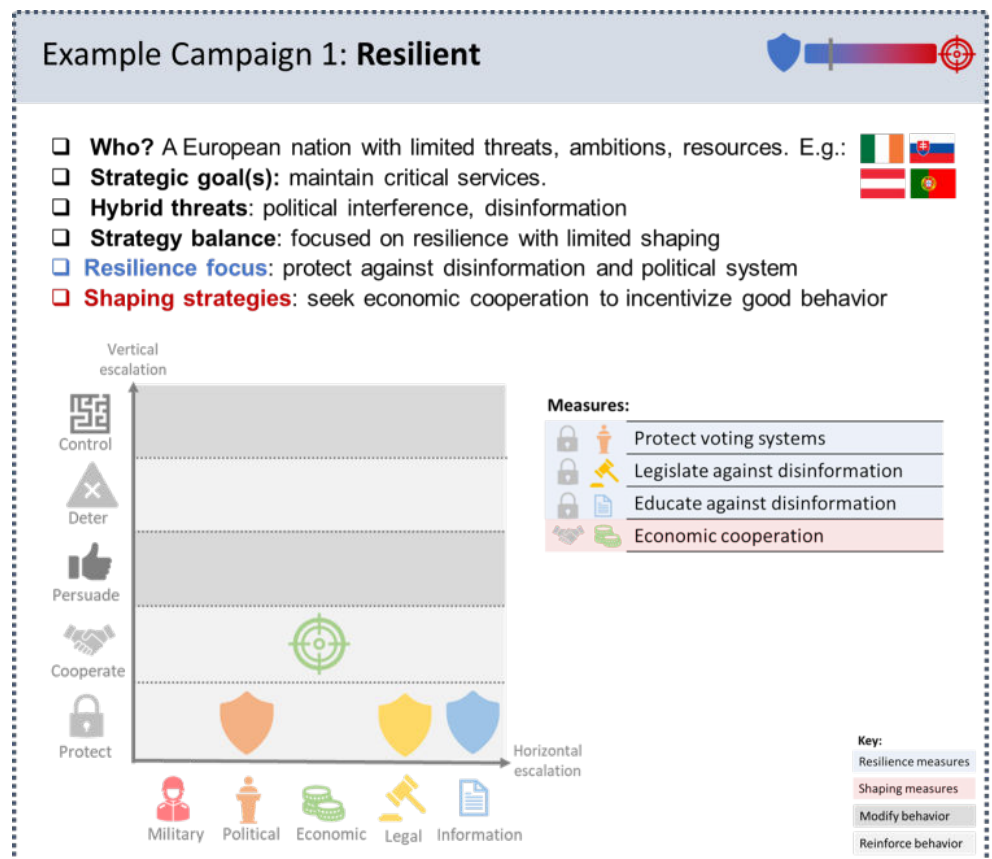 Example Campaign 1: Resilient
Who? A European nation with limited threats, ambitions, resources. E.g.:
Strategic goal(s): maintain critical services.
Hybrid threats: political interference, disinformation
Strategy balance: focused on resilience with limited shaping
Resilience focus: protect against disinformation and political system
Shaping strategies: seek economic cooperation to incentivize good behavior
Vertical
escalation
Control
Deter
Persuade
Cooperate
Protect
Horizontal
escalation
Military
Political
Economic
Legal
Information
Measures:
Protect voting systems
Legislate against disinformation
Educate against disinformation
Economic cooperation
Key:
Resilience measures
Shaping measures
Modify behavior
Reinforce behavior